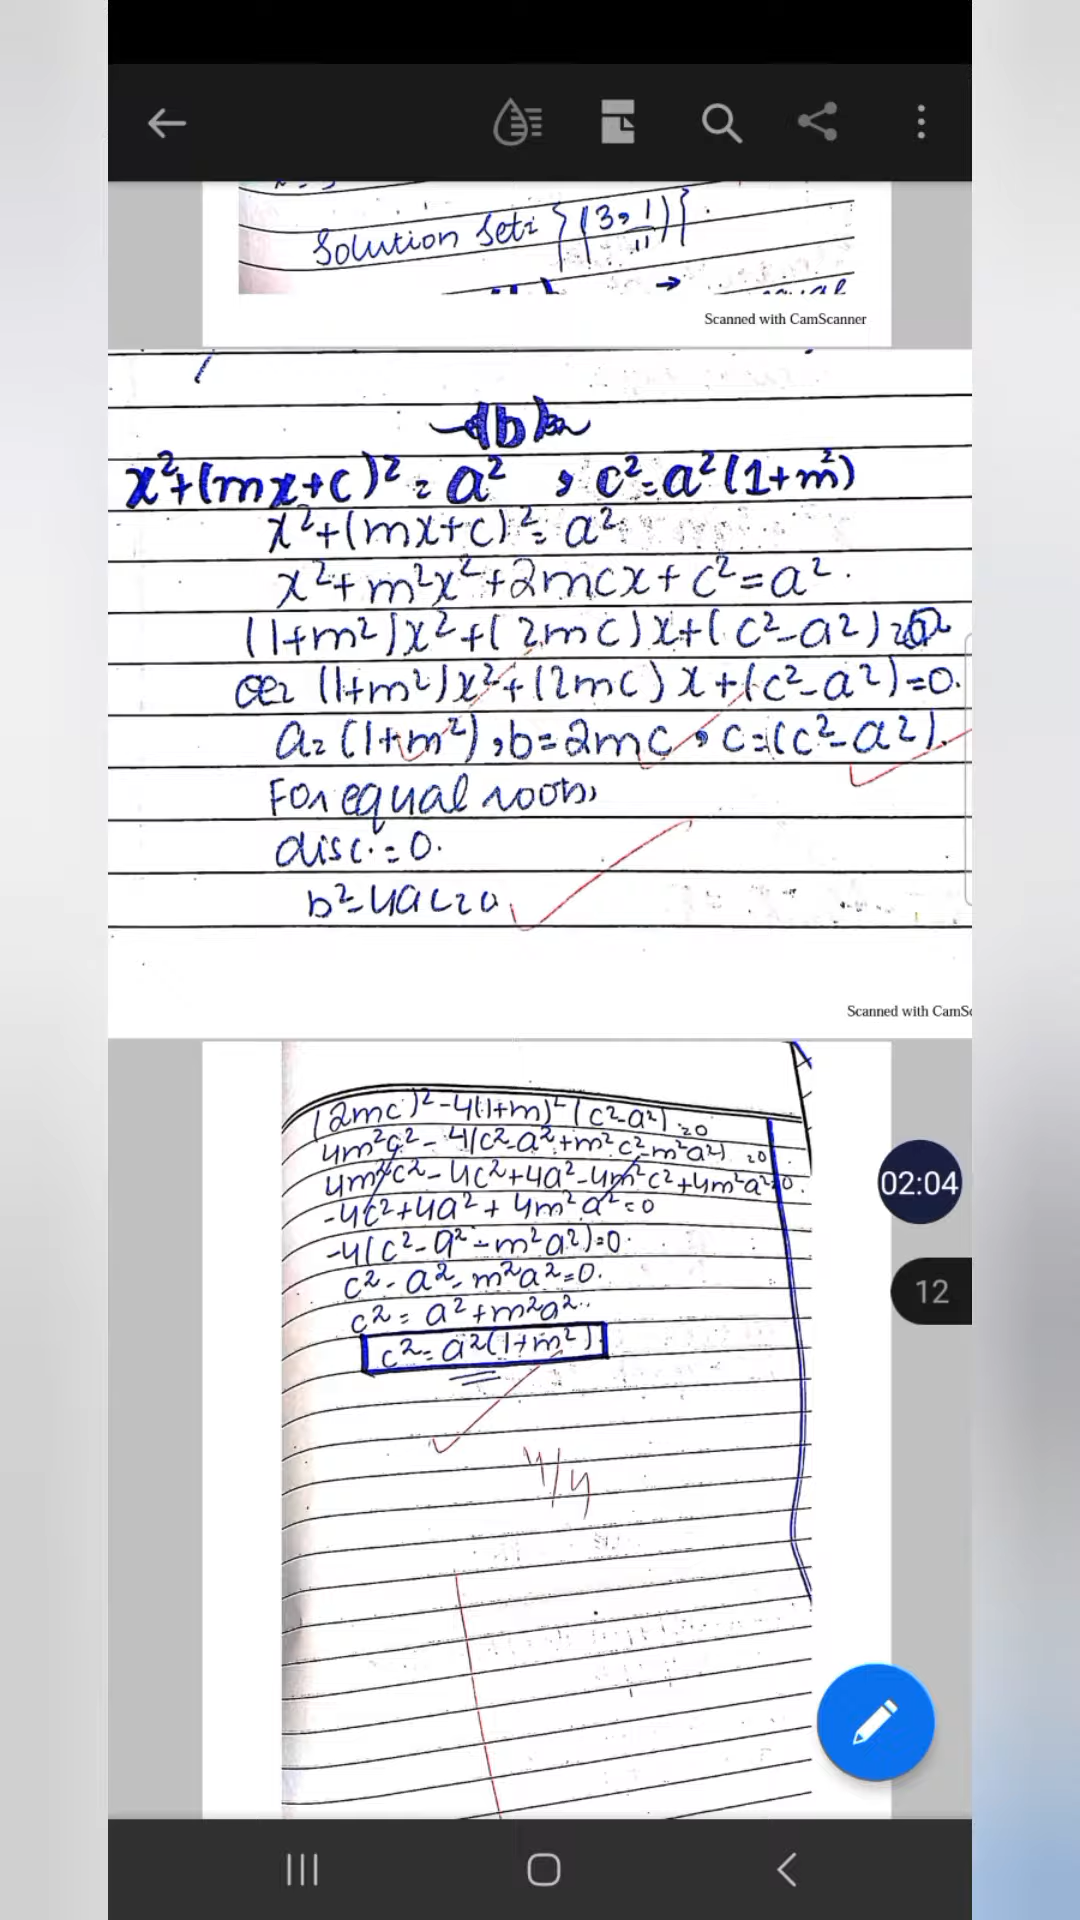 Solution Set: {(3, 1/11)}.
Scanned with CamScanner
(b)
x²+(mx+c)² = a² , c² = a²(1+m²)
x²+(mx+c)² = a²
x²+m²x²+2mcx+c²=a².
(1+m²)x²+(2mc)x+(c²-a²)=
(1+m²)x²+(2mc)x+(c²-a²)=0.
a=(1+m²), b=2mc, c=(c²-a²).
For equal roots,
disc.=0.
b²-4ac=0
Scanned with CamSc
(2mc)²-4(1+m)²(c²-a²)=0
4m²c²-4(c²-a²+m²c²-m²a²)=0
4m²c²-4c²+4a²-4m²c²+4m²a²=0.
-4c²+4a²+4m²a²=0
-4(c²-a²-m²a²)=0.
c²-a²-m²a²=0.
c²=a²+m²a²..
c²=a²(1+m²)
4/4
02:04
12